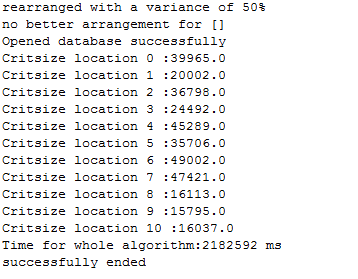 rearranged with a variance of 50%
no better arrangement for []
Opened database successfully
Critsize location 0 :39965.0
Critsize location 1 :20002.0
Critsize location 2 :36798.0
Critsize location 3 :24492.0
Critsize location 4 :45289.0
Critsize location 5 :35706.0
Critsize location 6 :49002.0
Critsize location 7 :47421.0
Critsize location 8 :16113.0
Critsize location 9 :15795.0
Critsize location 10 :16037.0
Time for whole algorithm:2182592 ms
successfully ended